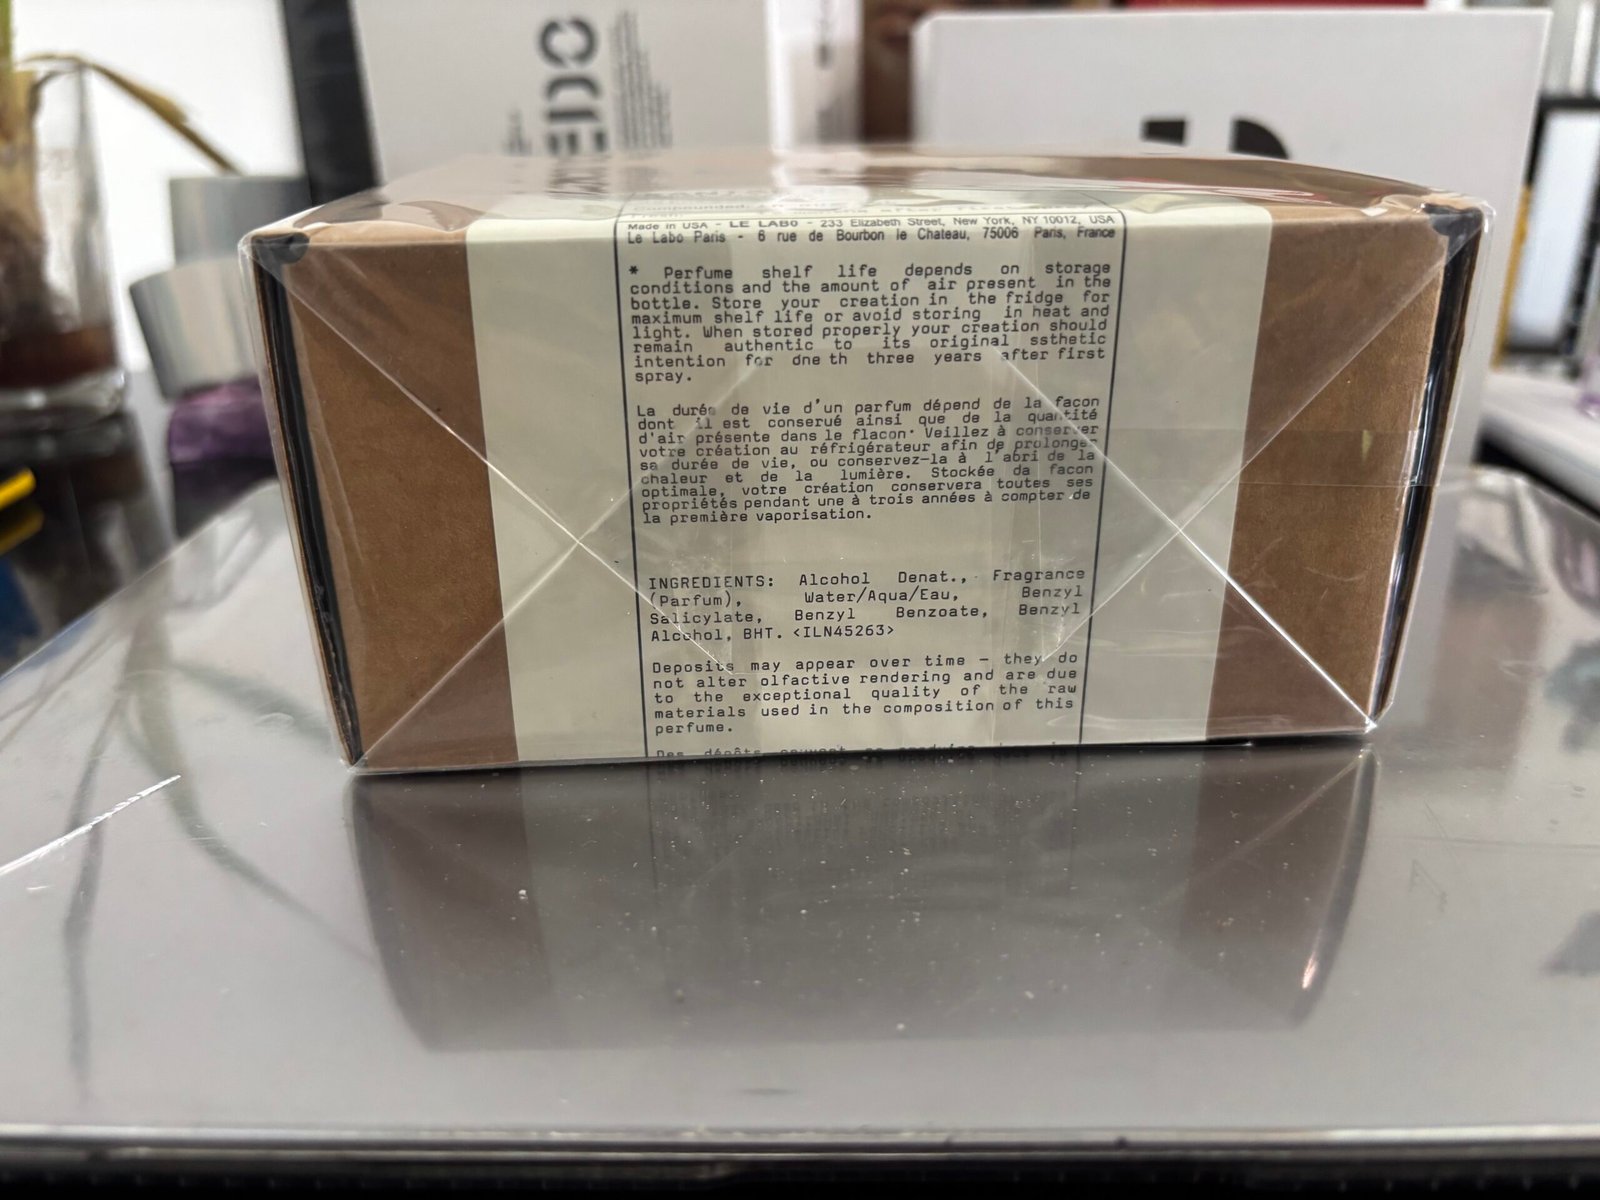 Made in USA - LE LABO - 233 Elizabeth Street, New York, NY 10012, USA
Le Labo Paris - 6 rue de Bourbon le Chateau, 75006 Paris, France
* Perfume shelf life depends on storage
conditions and the amount of air present in the
bottle. Store your creation in the fridge for
maximum shelf life or avoid storing in heat and
light. When stored properly your creation should
remain authentic to its original ssthetic
intention for dne th three years after first
spray.
La durée de vie d'un parfum dépend de la facon
dont il est conserué ainsi que de la quantité
d'air présente dans le flacon· Veillez à conserver
votre création au réfrigérateur afin de prolonger
sa durée de vie, ou conservez-la à l'abri de la
chaleur et de la lumière. Stockée da facon
optimale, votre création conservera toutes ses
propriétés pendant une à trois années à compter de
la première vaporisation.
INGREDIENTS: Alcohol Denat., Fragrance
(Parfum), Water/Aqua/Eau, Benzyl
Salicylate, Benzyl Benzoate, Benzyl
Alcohol, BHT. <ILN45263>
Deposits may appear over time - they do
not alter olfactive rendering and are due
to the exceptional quality of the raw
materials used in the composition of this
perfume.